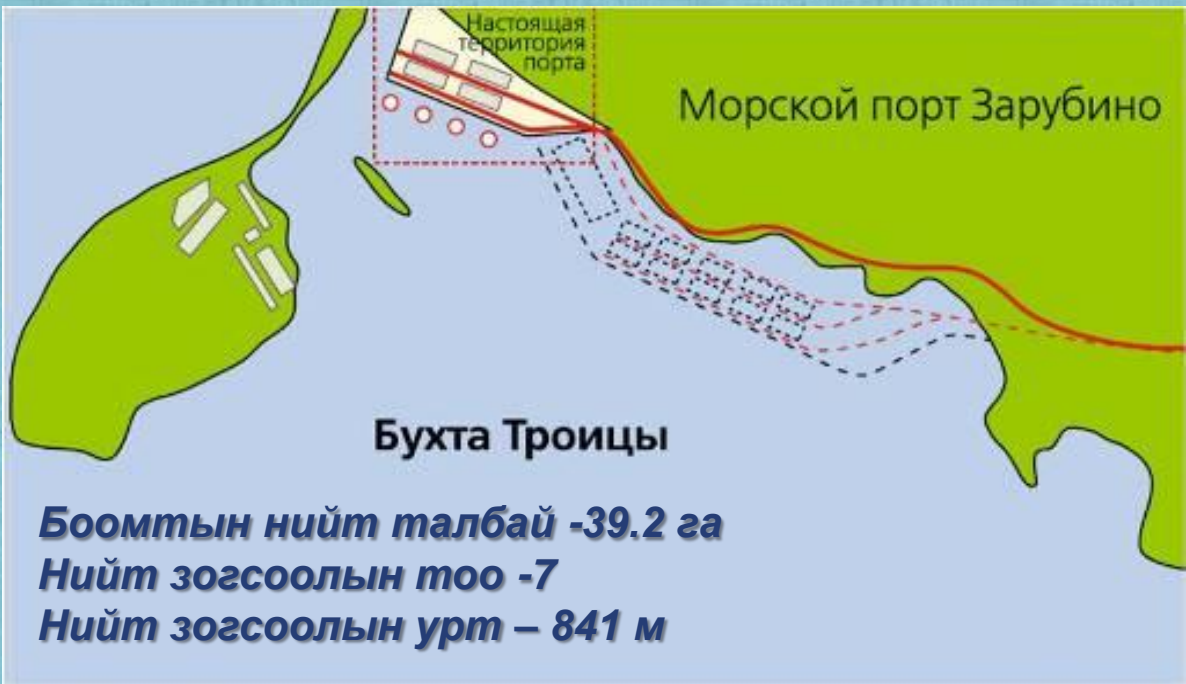 Настоящая
территория
порта
Морской порт Зарубино
Бухта Троицы
Боомтын нийт талбай -39.2 га
Нийт зогсоолын тоо -7
Нийт зогсоолын урт – 841 м